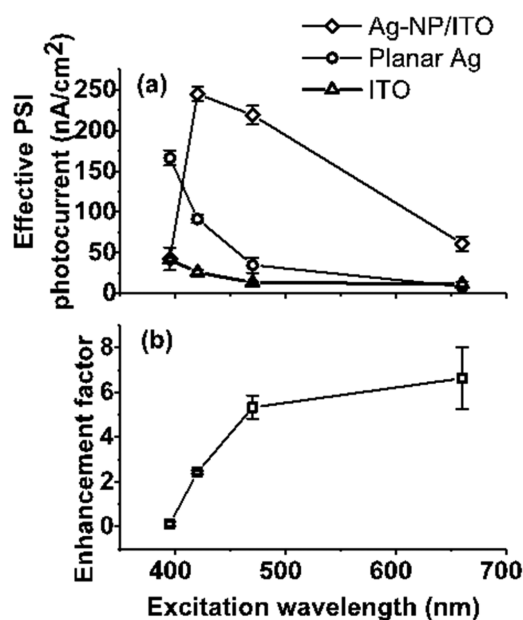 Ag-NP/ITO
Planar Ag
ITO
(a)
Effective PSI
photocurrent (nA/cm²)
250
200
150
100
50
0
(b)
Enhancement factor
8
6
4
2
0
400
500
600
700
Excitation wavelength (nm)